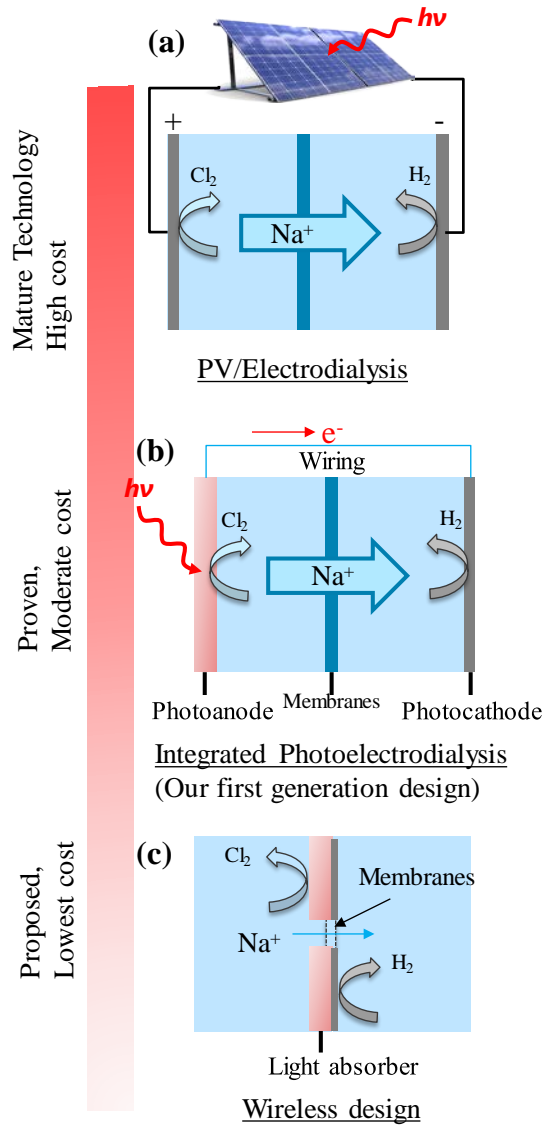 (a)
hν
+
-
Cl2
H2
Na+
PV/Electrodialysis
Mature Technology
High cost
(b)
e-
Wiring
hν
Cl2
H2
Na+
Photoanode
Membranes
Photocathode
Integrated Photoelectrodialysis
(Our first generation design)
Proven,
Moderate cost
(c)
Cl2
Membranes
Na+
H2
Light absorber
Wireless design
Proposed,
Lowest cost